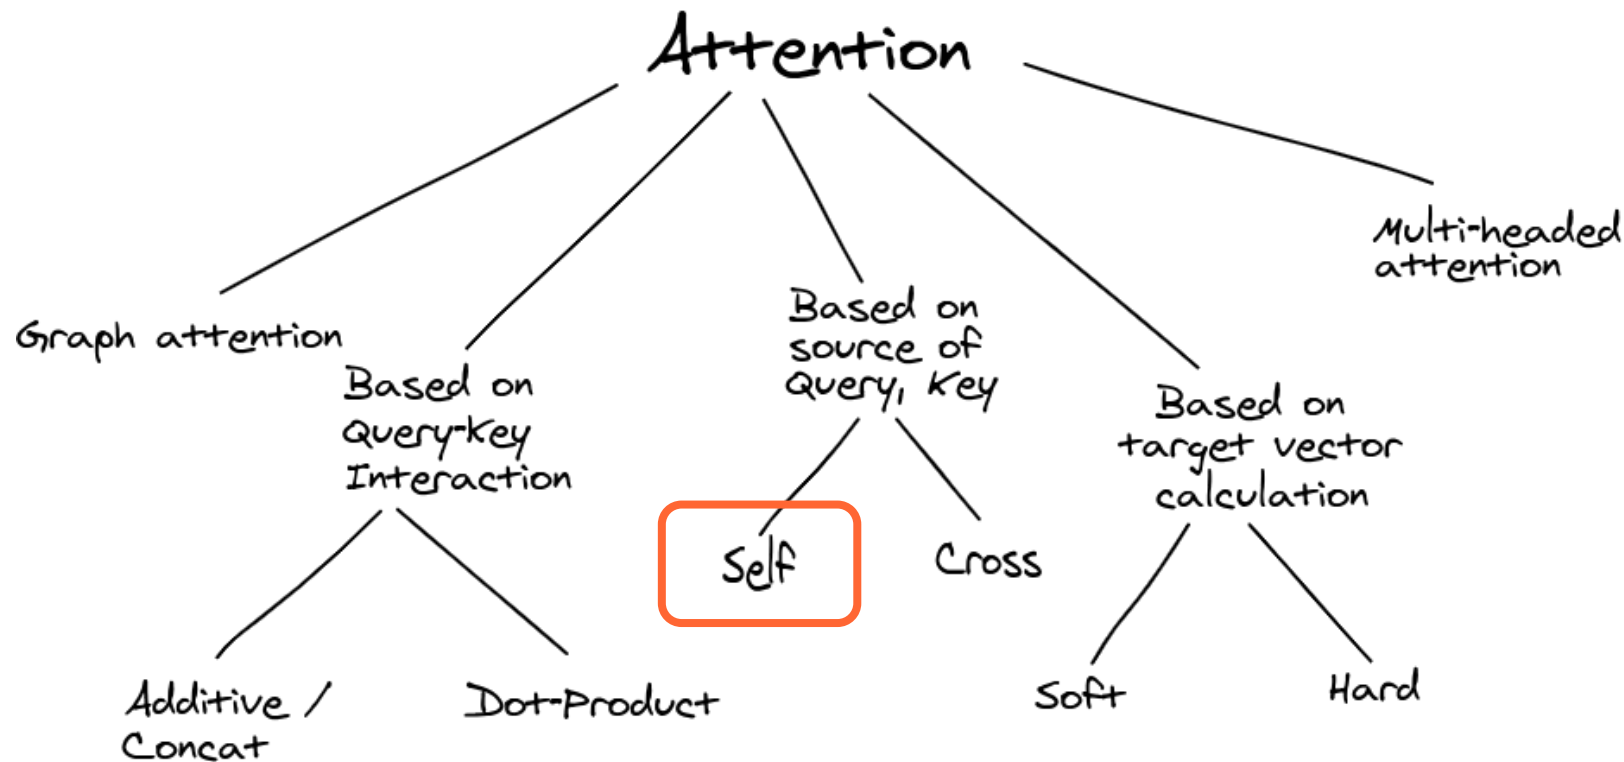 Attention
Graph attention
Based on
Query-Key
Interaction
Additive /
Concat
Dot-Product
Based on
source of
Query, Key
Self
Cross
Based on
target vector
calculation
Soft
Hard
Multi-headed
attention